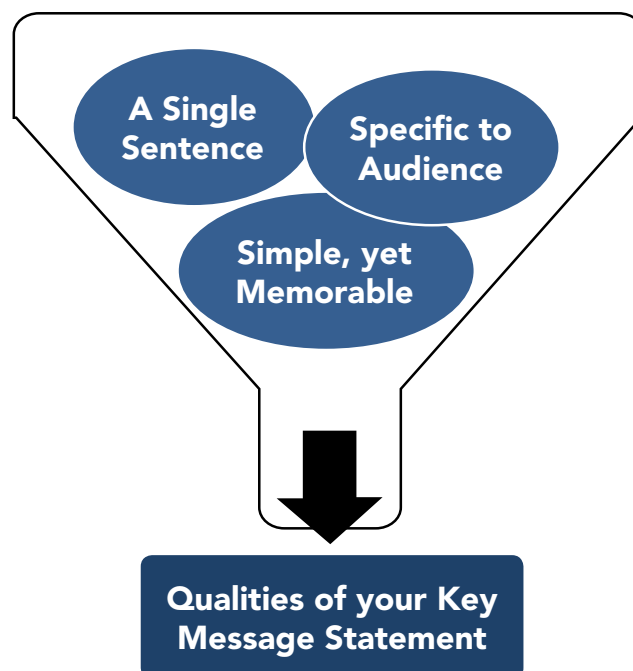 A Single
Sentence
Specific to
Audience
Simple, yet
Memorable
Qualities of your Key
Message Statement